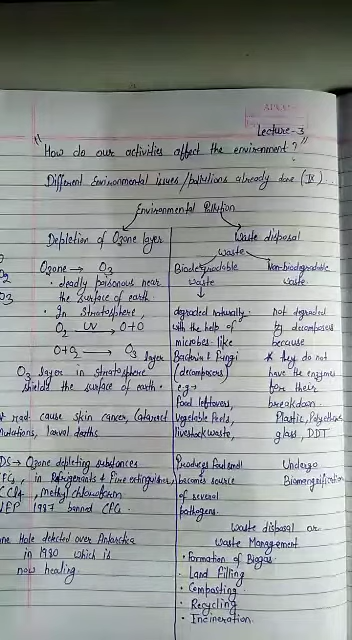 Lecture-3
"How do our activities affect the environment?"
Different Environmental issues/pollutions already done (IX)
Environmental Pollution
Depletion of Ozone layer
Ozone → O3
• deadly poisonous near
the surface of earth.
• In stratosphere,
O2 UV → O+O
O+O2 → O3
layer
O3 layer in stratosphere
shields the surface of earth.
rad: cause skin cancer, Cataract
mutations, larval deaths
ODS → Ozone depleting substances
CFCs, in Refrigerants & Fire extinguisher,
CCl4, methyl chloroform
UNEP 1987 banned CFC.
Hole detected over Antarctica
in 1980 which is
now healing.
Waste disposal
waste
Biodegradable
waste
degraded naturally
with the help of
microbes like
Bacteria & Fungi
(decomposers)
e.g →
food leftovers,
vegetable peels,
livestock waste,
Produces foul smell
becomes source
of several
pathogens.
Non-biodegradable
waste
not degraded
by decomposers
because
* they do not
have the enzymes
for their
breakdown
Plastic, Polythene
glass, DDT
Undergo
Biomagnification
Waste disposal or
Waste Management
• Formation of Biogas
• Land Filling
• Composting
• Recycling
• Incineration